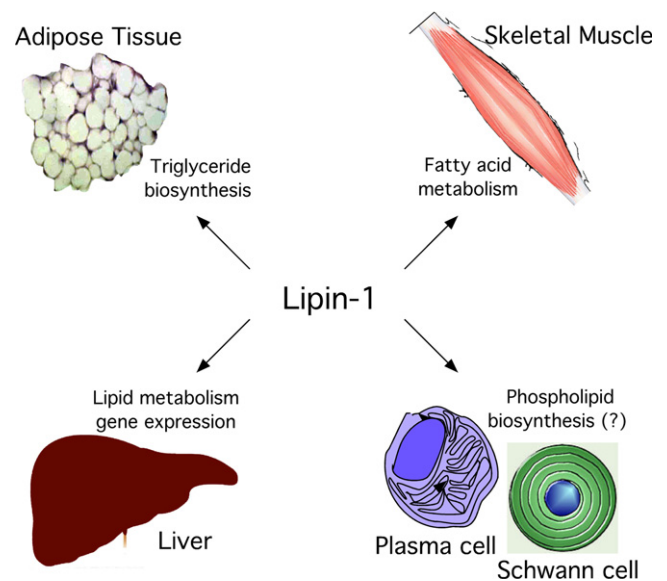 Adipose Tissue
Skeletal Muscle
Triglyceride
biosynthesis
Fatty acid
metabolism
Lipin-1
Lipid metabolism
gene expression
Phospholipid
biosynthesis (?)
Liver
Plasma cell
Schwann cell